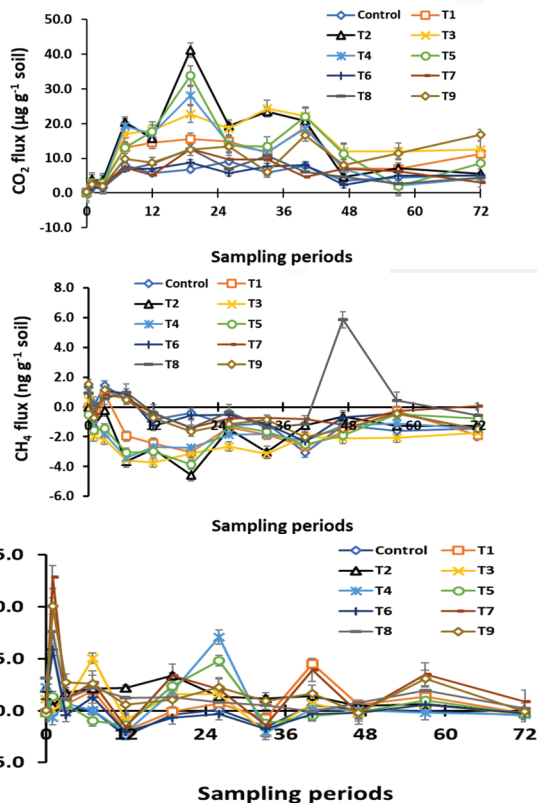 CO2 flux (µg g-1 soil)
50.0
40.0
30.0
20.0
10.0
0.0
-10.0
Control T1
T2 T3
T4 T5
T6 T7
T8 T9
0 12 24 36 48 60 72
Sampling periods
CH4 flux (ng g-1 soil)
8.0
6.0
4.0
2.0
0.0
-2.0
-4.0
-6.0
Control T1
T2 T3
T4 T5
T6 T7
T8 T9
0 12 24 36 48 60 72
Sampling periods
5.0
0.0
5.0
0.0
5.0
Control T1
T2 T3
T4 T5
T6 T7
T8 T9
0 12 24 36 48 60 72
Sampling periods